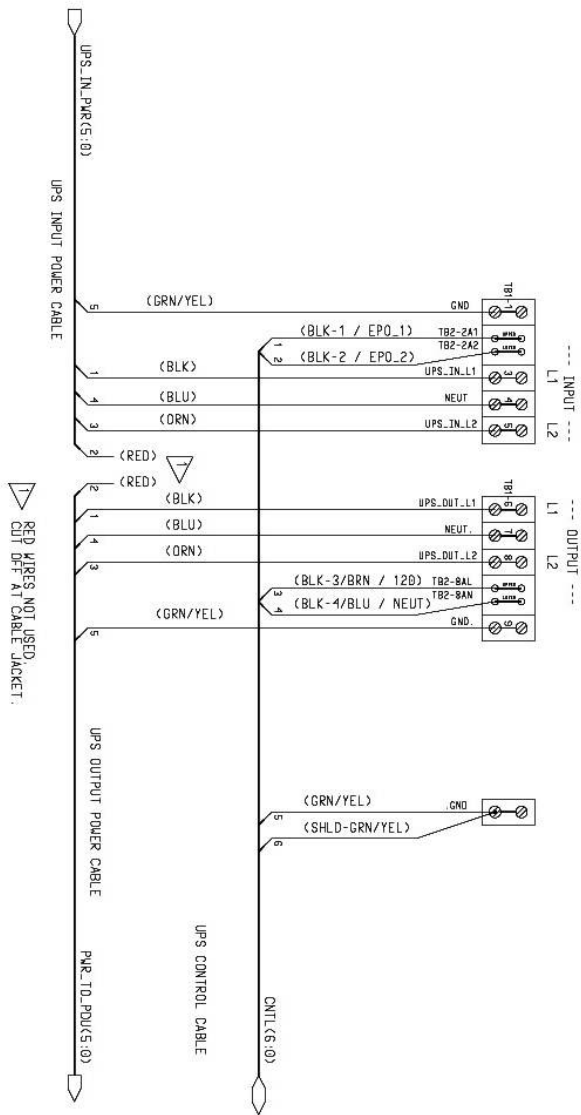 UPS_IN_PWR(5:0)
UPS INPUT POWER CABLE
--- INPUT ---
L1
L2
TB1-1
GND
5
(GRN/YEL)
1
(BLK-1 / EPO_1)
TB2-2A1
UPPER
2
(BLK-2 / EPO_2)
TB2-2A2
LOWER
1
(BLK)
UPS_IN_L1
3
4
(BLU)
NEUT
4
3
(ORN)
UPS_IN_L2
5
2
(RED)
2
(RED)
1
--- OUTPUT ---
L1
L2
TB1-6
1
(BLK)
UPS_OUT_L1
4
(BLU)
NEUT.
7
3
(ORN)
UPS_OUT_L2
8
3
(BLK-3/BRN / 120)
TB2-8AL
UPPER
4
(BLK-4/BLU / NEUT)
TB2-8AN
LOWER
5
(GRN/YEL)
GND.
9
1
RED WIRES NOT USED,
CUT OFF AT CABLE JACKET.
UPS OUTPUT POWER CABLE
PWR_TO_PDU(5:0)
5
(GRN/YEL)
.GND
6
(SHLD-GRN/YEL)
UPS CONTROL CABLE
CNTL(6:0)